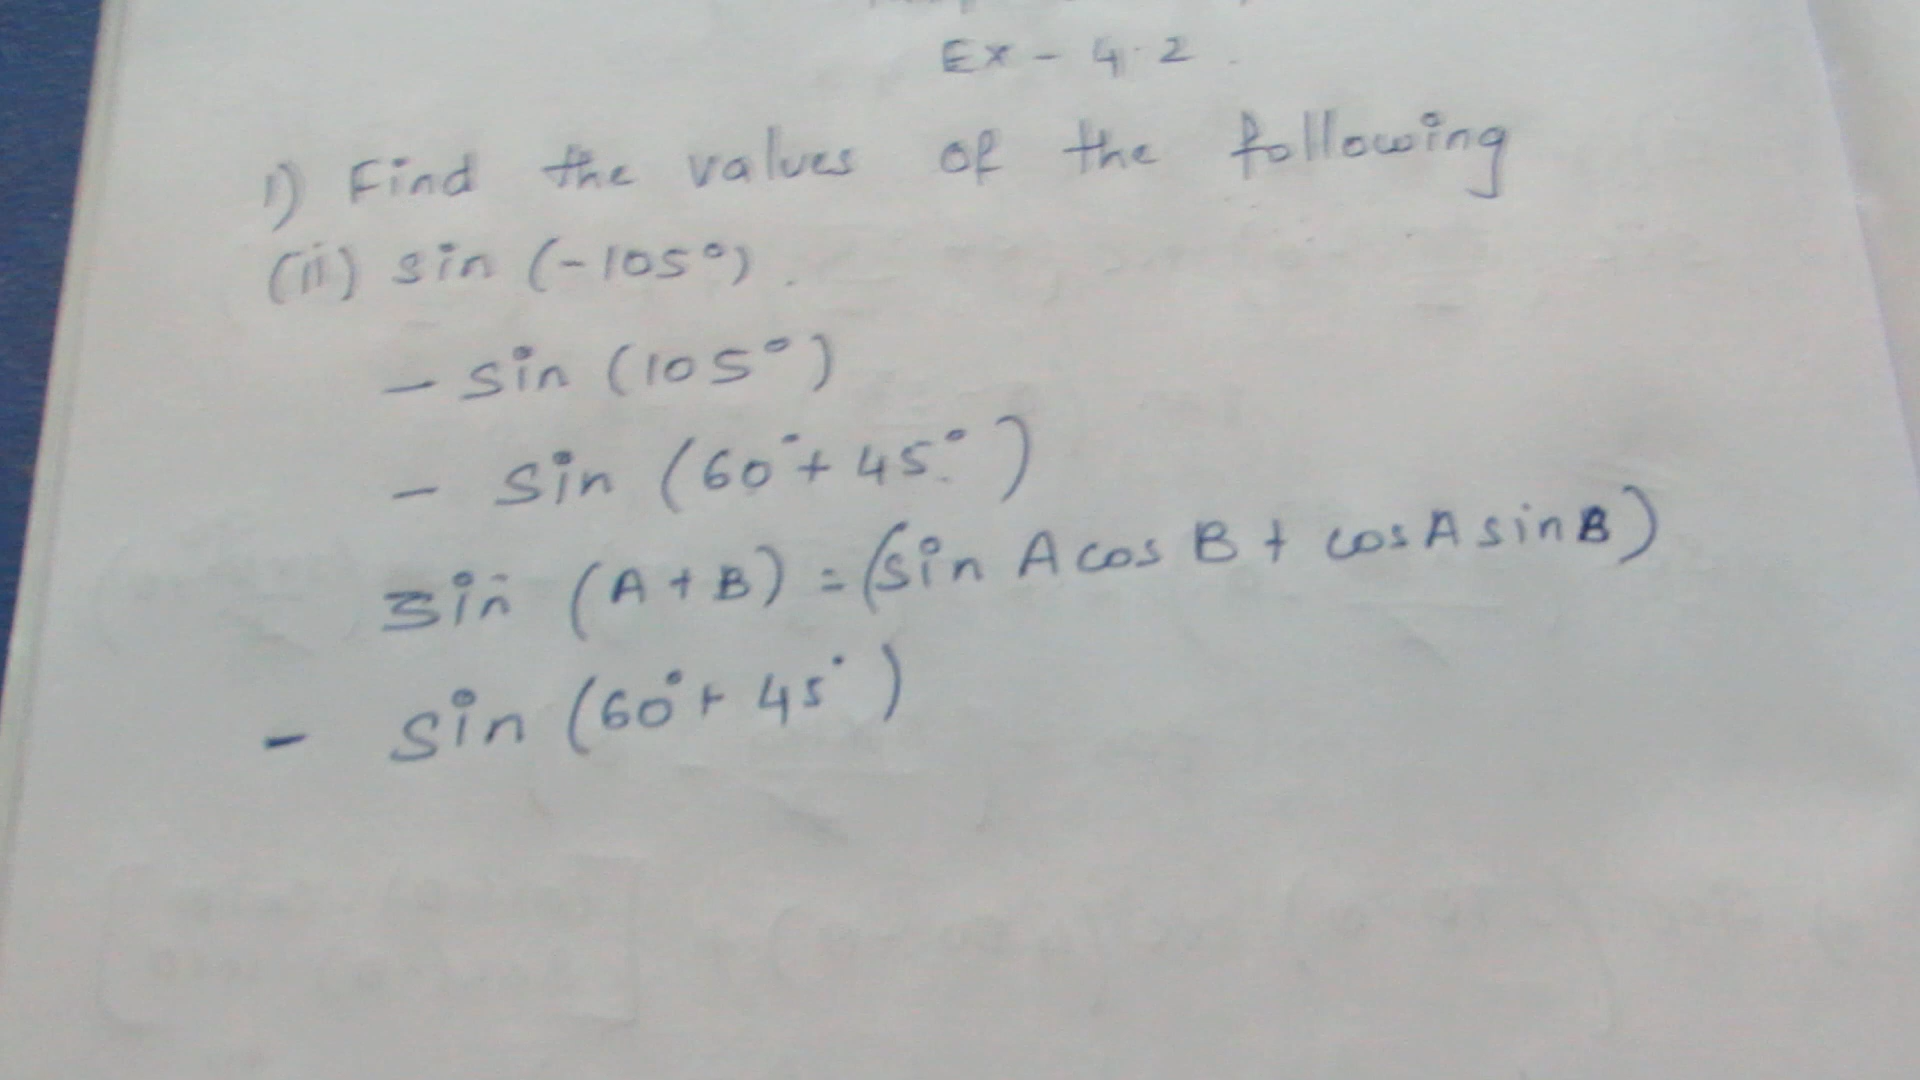 Ex - 4.2.
1) Find the values of the following
(ii) sin (-105°).
- sin (105°)
- sin (60° + 45°)
sin (A + B) = (sin A cos B + cos A sin B)
- sin (60° + 45°)